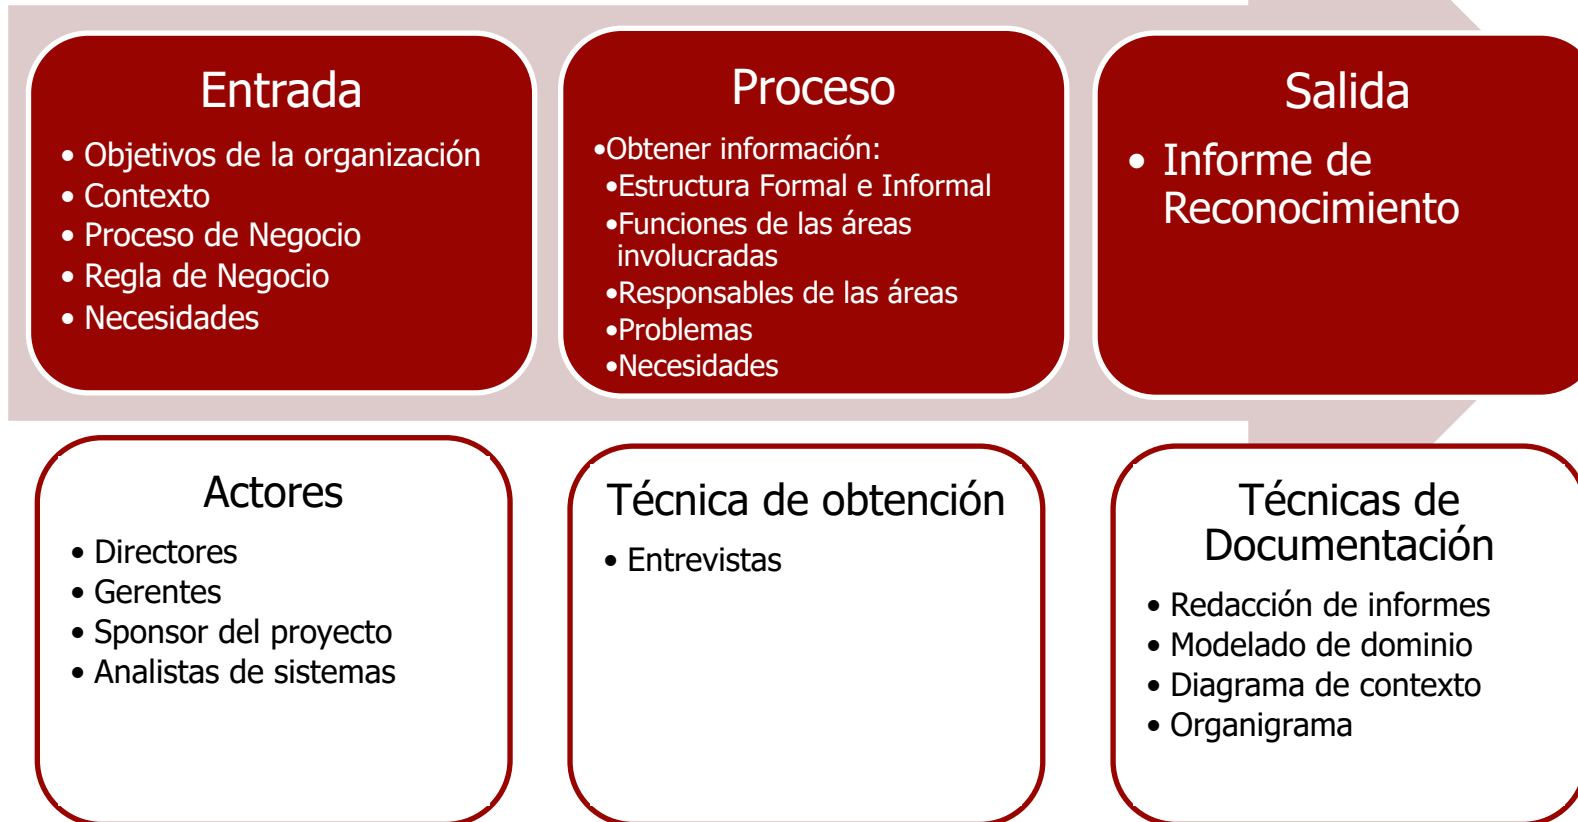 Entrada
• Objetivos de la organización
• Contexto
• Proceso de Negocio
• Regla de Negocio
• Necesidades
Proceso
•Obtener información:
•Estructura Formal e Informal
•Funciones de las áreas
involucradas
•Responsables de las áreas
•Problemas
•Necesidades
Salida
• Informe de
Reconocimiento
Actores
• Directores
• Gerentes
• Sponsor del proyecto
• Analistas de sistemas
Técnica de obtención
• Entrevistas
Técnicas de
Documentación
• Redacción de informes
• Modelado de dominio
• Diagrama de contexto
• Organigrama